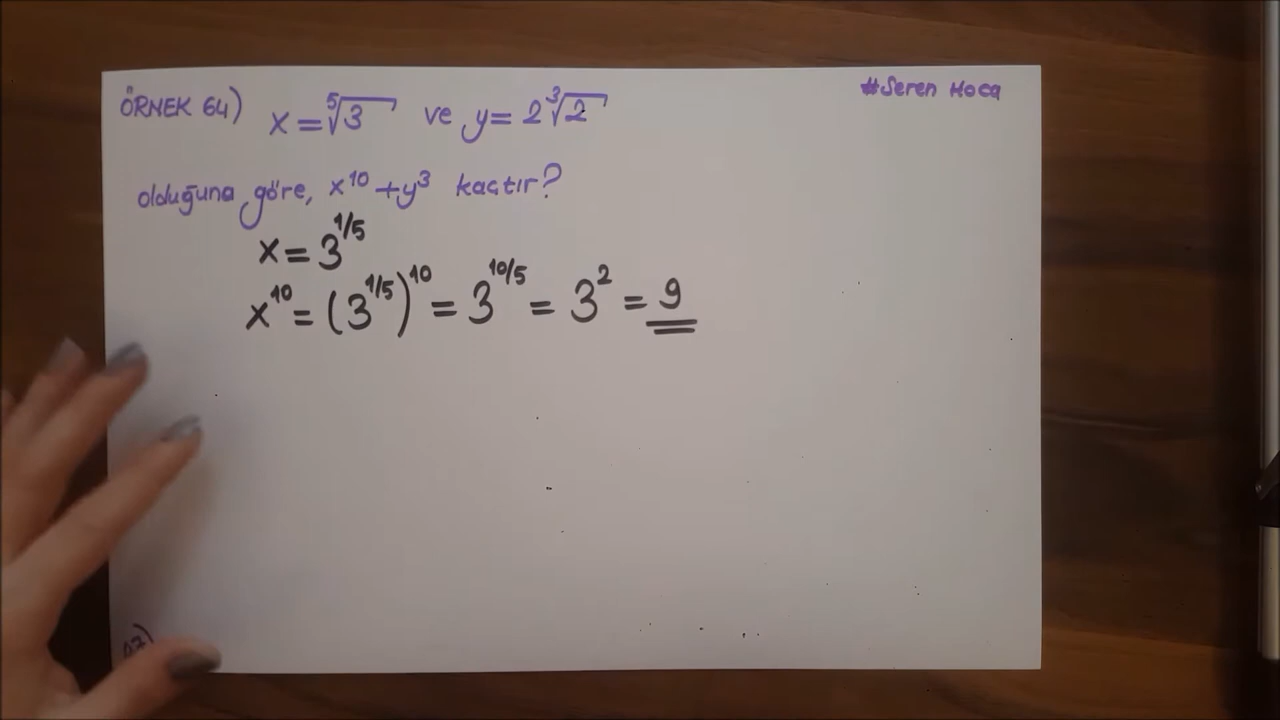 ÖRNEK 64) x = ⁵√3 ve y = 2 ³√2
#Seren Hoca
olduğuna göre, x¹⁰ + y³ kaçtır?
x = 3^1/5
x¹⁰ = (3^1/5)¹⁰ = 3^10/5 = 3² = 9